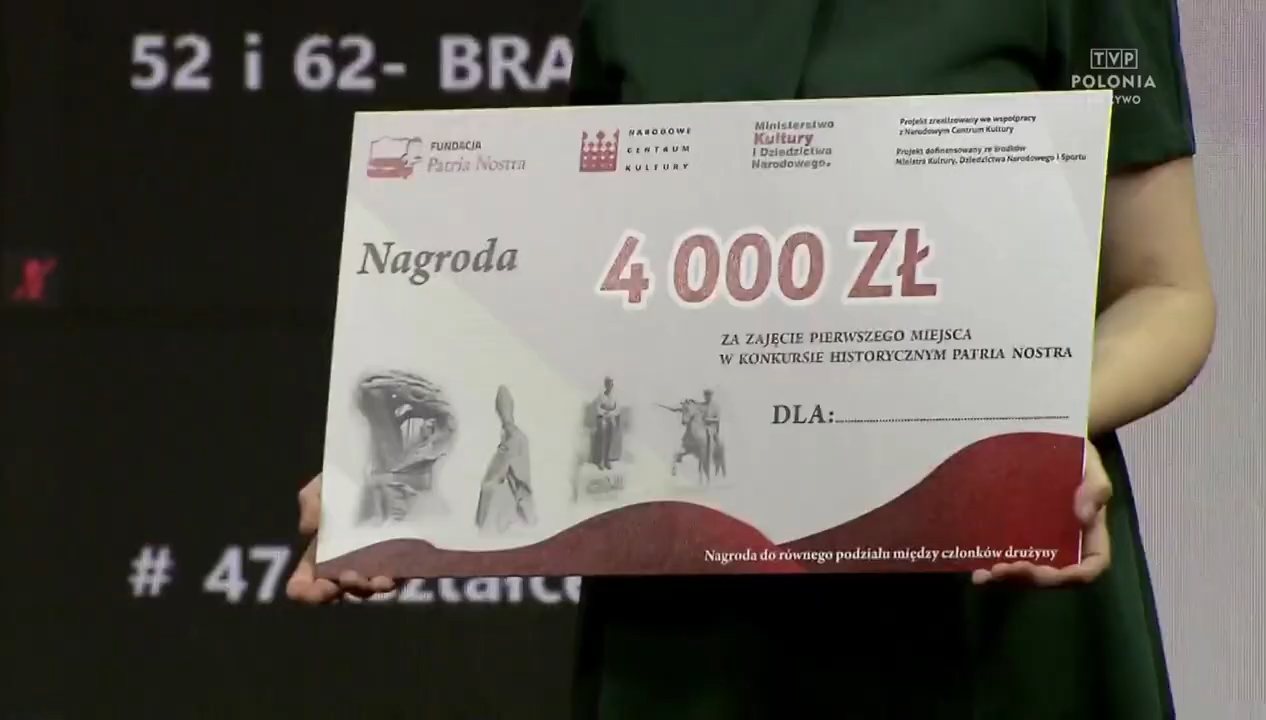 52 i 62- BRA
TVP
POLONIA
FUNDACJA
Patria Nostra
NARODOWE
CENTRUM
KULTURY
Ministerstwo
Kultury
i Dziedzictwa
Narodowego.
Projekt zrealizowany we współpracy
z Narodowym Centrum Kultury
Projekt dofinansowany ze środków
Ministra Kultury, Dziedzictwa Narodowego i Sportu
Nagroda
4 000 ZŁ
ZA ZAJĘCIE PIERWSZEGO MIEJSCA
W KONKURSIE HISTORYCZNYM PATRIA NOSTRA
DLA:
Nagroda do równego podziału między członków drużyny
# 47